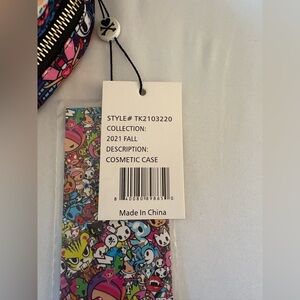 STYLE# TK2103220
COLLECTION:
2021 FALL
DESCRIPTION:
COSMETIC CASE
Made In China